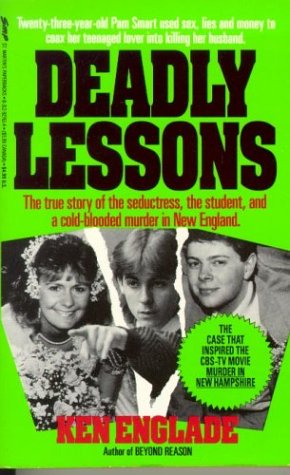 Twenty-three-year-old Pam Smart used sex, lies and money to
coax her teenaged lover into killing her husband.
DEADLY
LESSONS
The true story of the seductress, the student, and
a cold-blooded murder in New England.
THE
CASE THAT
INSPIRED THE
CBS-TV MOVIE
MURDER IN
NEW HAMPSHIRE
KEN ENGLADE
Author of BEYOND REASON